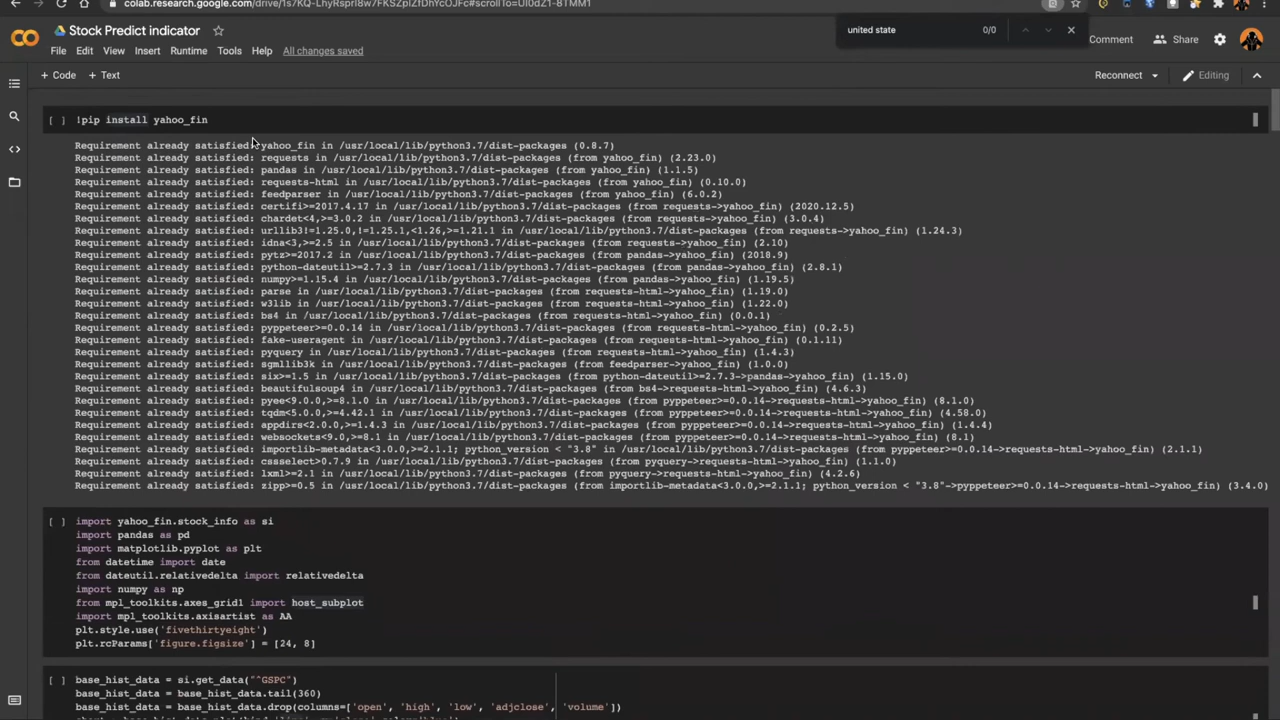 Stock Predict indicator
united state
0/0
Comment
Share
File Edit View Insert Runtime Tools Help All changes saved
+ Code + Text
Reconnect
Editing
[ ] !pip install yahoo_fin
Requirement already satisfied: yahoo_fin in /usr/local/lib/python3.7/dist-packages (0.8.7)
Requirement already satisfied: requests in /usr/local/lib/python3.7/dist-packages (from yahoo_fin) (2.23.0)
Requirement already satisfied: pandas in /usr/local/lib/python3.7/dist-packages (from yahoo_fin) (1.1.5)
Requirement already satisfied: requests-html in /usr/local/lib/python3.7/dist-packages (from yahoo_fin) (0.10.0)
Requirement already satisfied: feedparser in /usr/local/lib/python3.7/dist-packages (from yahoo_fin) (6.0.2)
Requirement already satisfied: certifi>=2017.4.17 in /usr/local/lib/python3.7/dist-packages (from requests->yahoo_fin) (2020.12.5)
Requirement already satisfied: chardet<4,>=3.0.2 in /usr/local/lib/python3.7/dist-packages (from requests->yahoo_fin) (3.0.4)
Requirement already satisfied: urllib3!=1.25.0,!=1.25.1,<1.26,>=1.21.1 in /usr/local/lib/python3.7/dist-packages (from requests->yahoo_fin) (1.24.3)
Requirement already satisfied: idna<3,>=2.5 in /usr/local/lib/python3.7/dist-packages (from requests->yahoo_fin) (2.10)
Requirement already satisfied: pytz>=2017.2 in /usr/local/lib/python3.7/dist-packages (from pandas->yahoo_fin) (2018.9)
Requirement already satisfied: python-dateutil>=2.7.3 in /usr/local/lib/python3.7/dist-packages (from pandas->yahoo_fin) (2.8.1)
Requirement already satisfied: numpy>=1.15.4 in /usr/local/lib/python3.7/dist-packages (from pandas->yahoo_fin) (1.19.5)
Requirement already satisfied: parse in /usr/local/lib/python3.7/dist-packages (from requests-html->yahoo_fin) (1.19.0)
Requirement already satisfied: w3lib in /usr/local/lib/python3.7/dist-packages (from requests-html->yahoo_fin) (1.22.0)
Requirement already satisfied: bs4 in /usr/local/lib/python3.7/dist-packages (from requests-html->yahoo_fin) (0.0.1)
Requirement already satisfied: pyppeteer>=0.0.14 in /usr/local/lib/python3.7/dist-packages (from requests-html->yahoo_fin) (0.2.5)
Requirement already satisfied: fake-useragent in /usr/local/lib/python3.7/dist-packages (from requests-html->yahoo_fin) (0.1.11)
Requirement already satisfied: pyquery in /usr/local/lib/python3.7/dist-packages (from requests-html->yahoo_fin) (1.4.3)
Requirement already satisfied: sgmllib3k in /usr/local/lib/python3.7/dist-packages (from feedparser->yahoo_fin) (1.0.0)
Requirement already satisfied: six>=1.5 in /usr/local/lib/python3.7/dist-packages (from python-dateutil>=2.7.3->pandas->yahoo_fin) (1.15.0)
Requirement already satisfied: beautifulsoup4 in /usr/local/lib/python3.7/dist-packages (from bs4->requests-html->yahoo_fin) (4.6.3)
Requirement already satisfied: pyee<9.0.0,>=8.1.0 in /usr/local/lib/python3.7/dist-packages (from pyppeteer>=0.0.14->requests-html->yahoo_fin) (8.1.0)
Requirement already satisfied: tqdm<5.0.0,>=4.42.1 in /usr/local/lib/python3.7/dist-packages (from pyppeteer>=0.0.14->requests-html->yahoo_fin) (4.58.0)
Requirement already satisfied: appdirs<2.0.0,>=1.4.3 in /usr/local/lib/python3.7/dist-packages (from pyppeteer>=0.0.14->requests-html->yahoo_fin) (1.4.4)
Requirement already satisfied: websockets<9.0,>=8.1 in /usr/local/lib/python3.7/dist-packages (from pyppeteer>=0.0.14->requests-html->yahoo_fin) (8.1)
Requirement already satisfied: importlib-metadata<3.0.0,>=2.1.1; python_version < "3.8" in /usr/local/lib/python3.7/dist-packages (from pyppeteer>=0.0.14->requests-html->yahoo_fin) (2.1.1)
Requirement already satisfied: cssselect>0.7.9 in /usr/local/lib/python3.7/dist-packages (from pyquery->requests-html->yahoo_fin) (1.1.0)
Requirement already satisfied: lxml>=2.1 in /usr/local/lib/python3.7/dist-packages (from pyquery->requests-html->yahoo_fin) (4.2.6)
Requirement already satisfied: zipp>=0.5 in /usr/local/lib/python3.7/dist-packages (from importlib-metadata<3.0.0,>=2.1.1; python_version < "3.8"->pyppeteer>=0.0.14->requests-html->yahoo_fin) (3.4.0)
[ ] import yahoo_fin.stock_info as si
import pandas as pd
import matplotlib.pyplot as plt
from datetime import date
from dateutil.relativedelta import relativedelta
import numpy as np
from mpl_toolkits.axes_grid1 import host_subplot
import mpl_toolkits.axisartist as AA
plt.style.use('fivethirtyeight')
plt.rcParams['figure.figsize'] = [24, 8]
[ ] base_hist_data = si.get_data("^GSPC")
base_hist_data = base_hist_data.tail(360)
base_hist_data = base_hist_data.drop(columns=['open', 'high', 'low', 'adjclose', 'volume'])